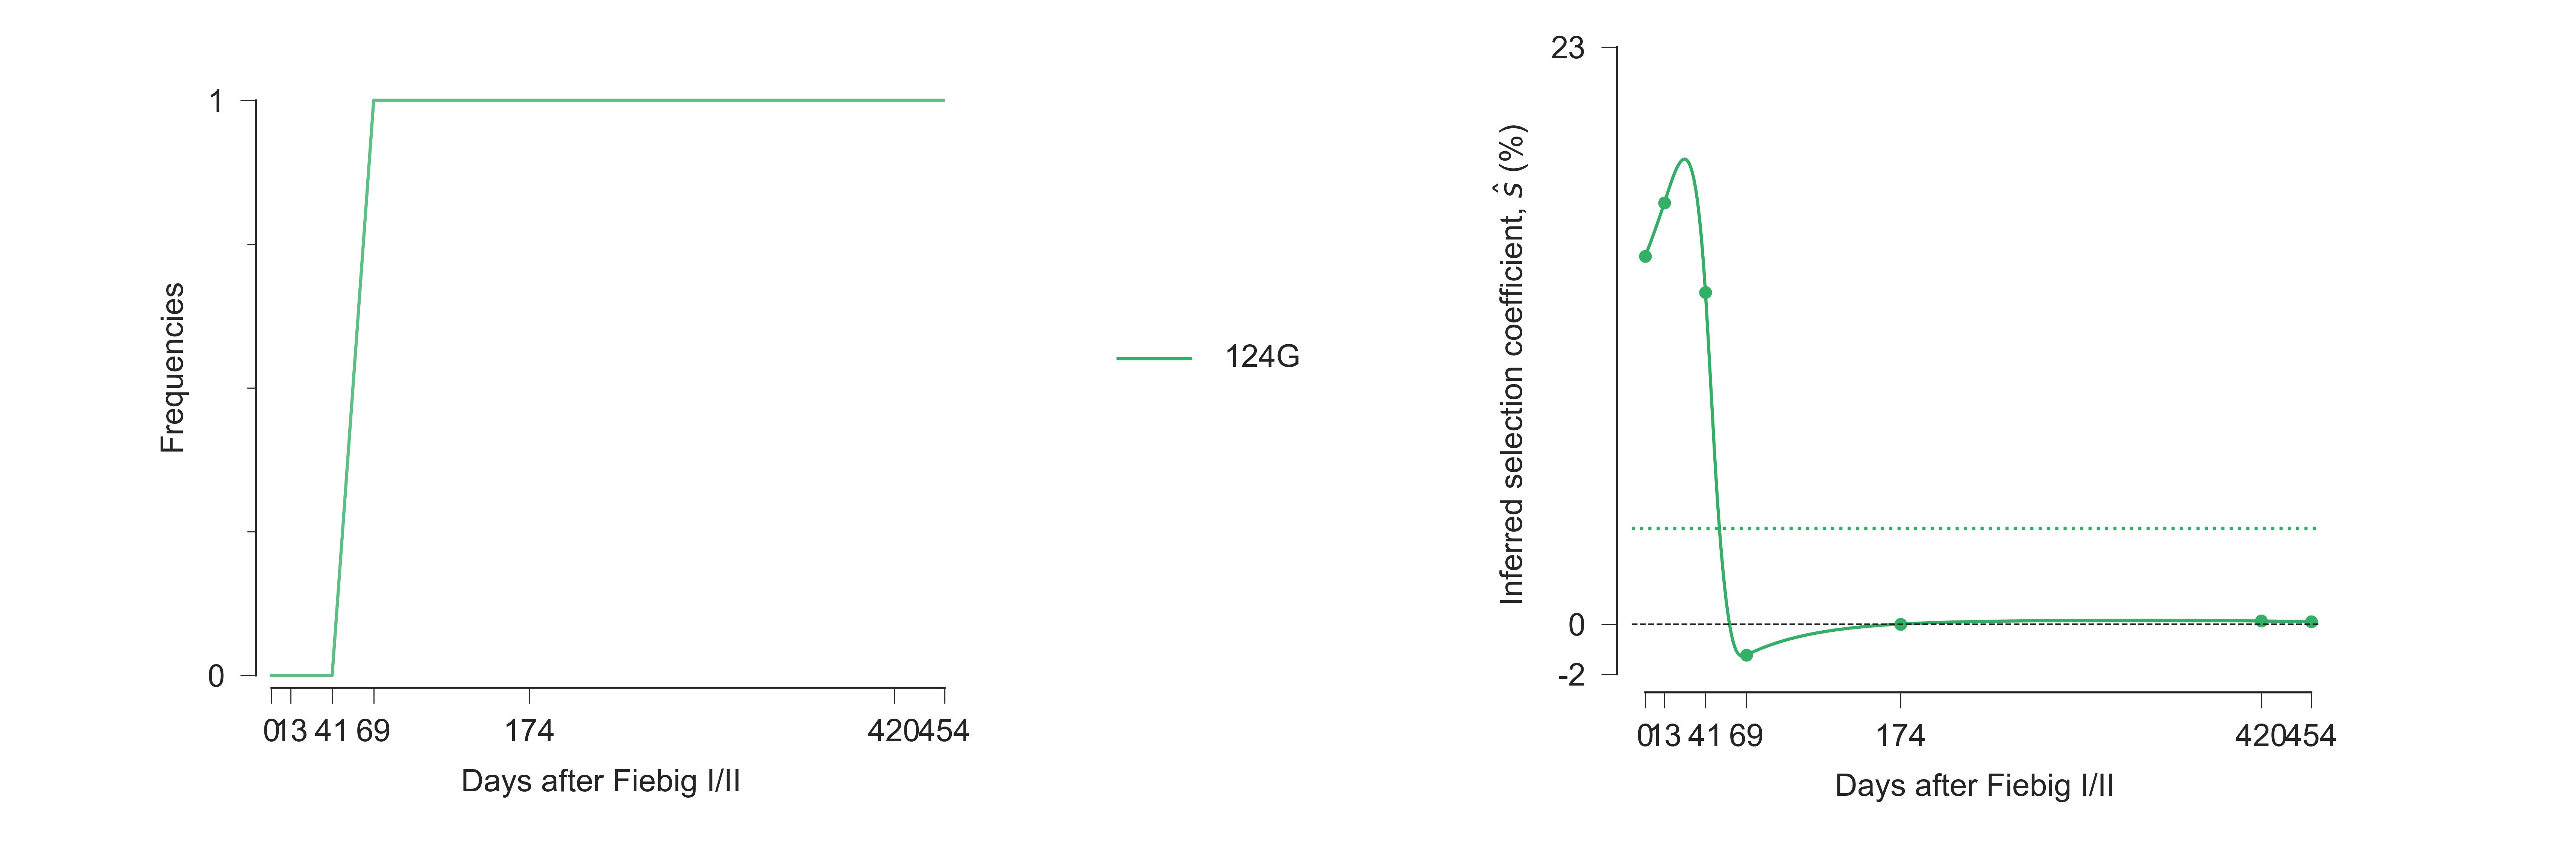 1
0
Frequencies
0 13 41 69 174 420 454
Days after Fiebig I/II
124G
23
0
-2
Inferred selection coefficient, ŝ (%)
0 13 41 69 174 420 454
Days after Fiebig I/II